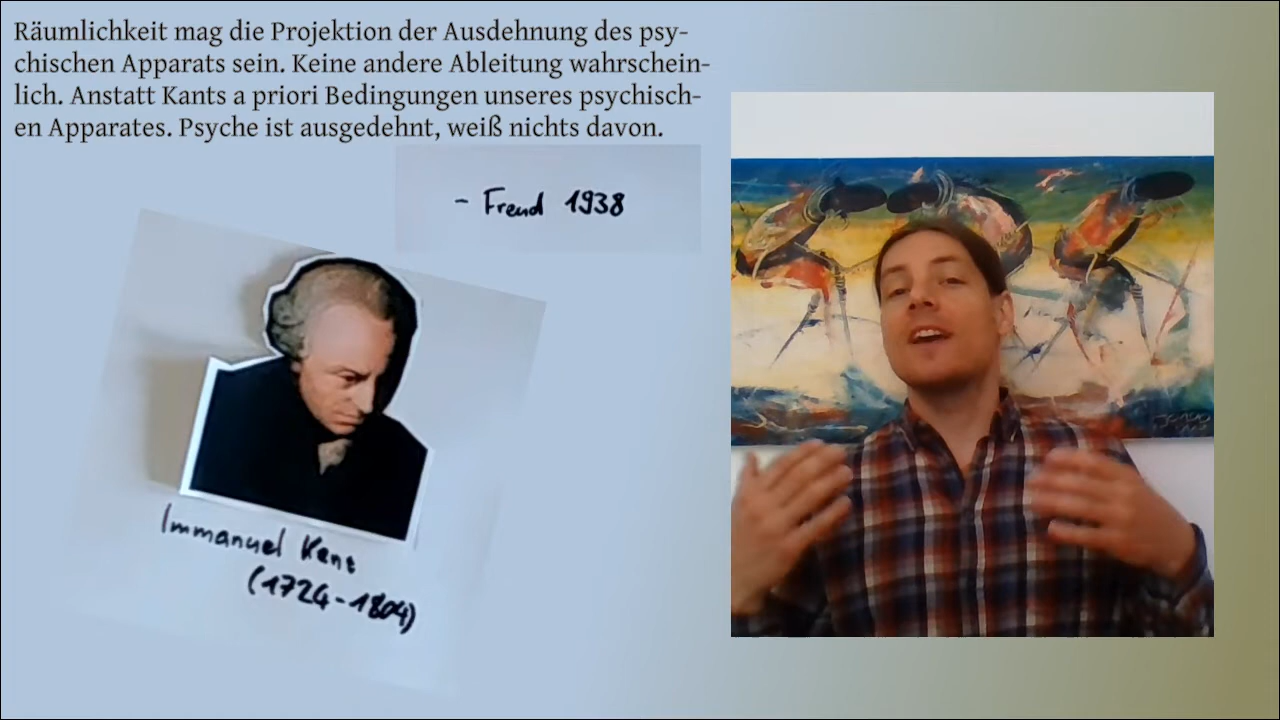 Räumlichkeit mag die Projektion der Ausdehnung des psy-
chischen Apparats sein. Keine andere Ableitung wahrschein-
lich. Anstatt Kants a priori Bedingungen unseres psychisch-
en Apparates. Psyche ist ausgedehnt, weiß nichts davon.
- Freud 1938
Immanuel Kant
(1724-1804)